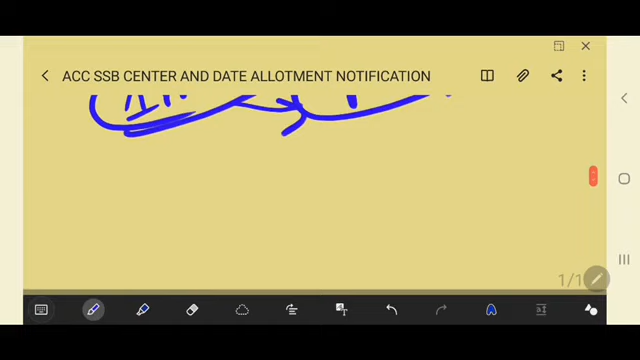 ACC SSB CENTER AND DATE ALLOTMENT NOTIFICATION
1/1